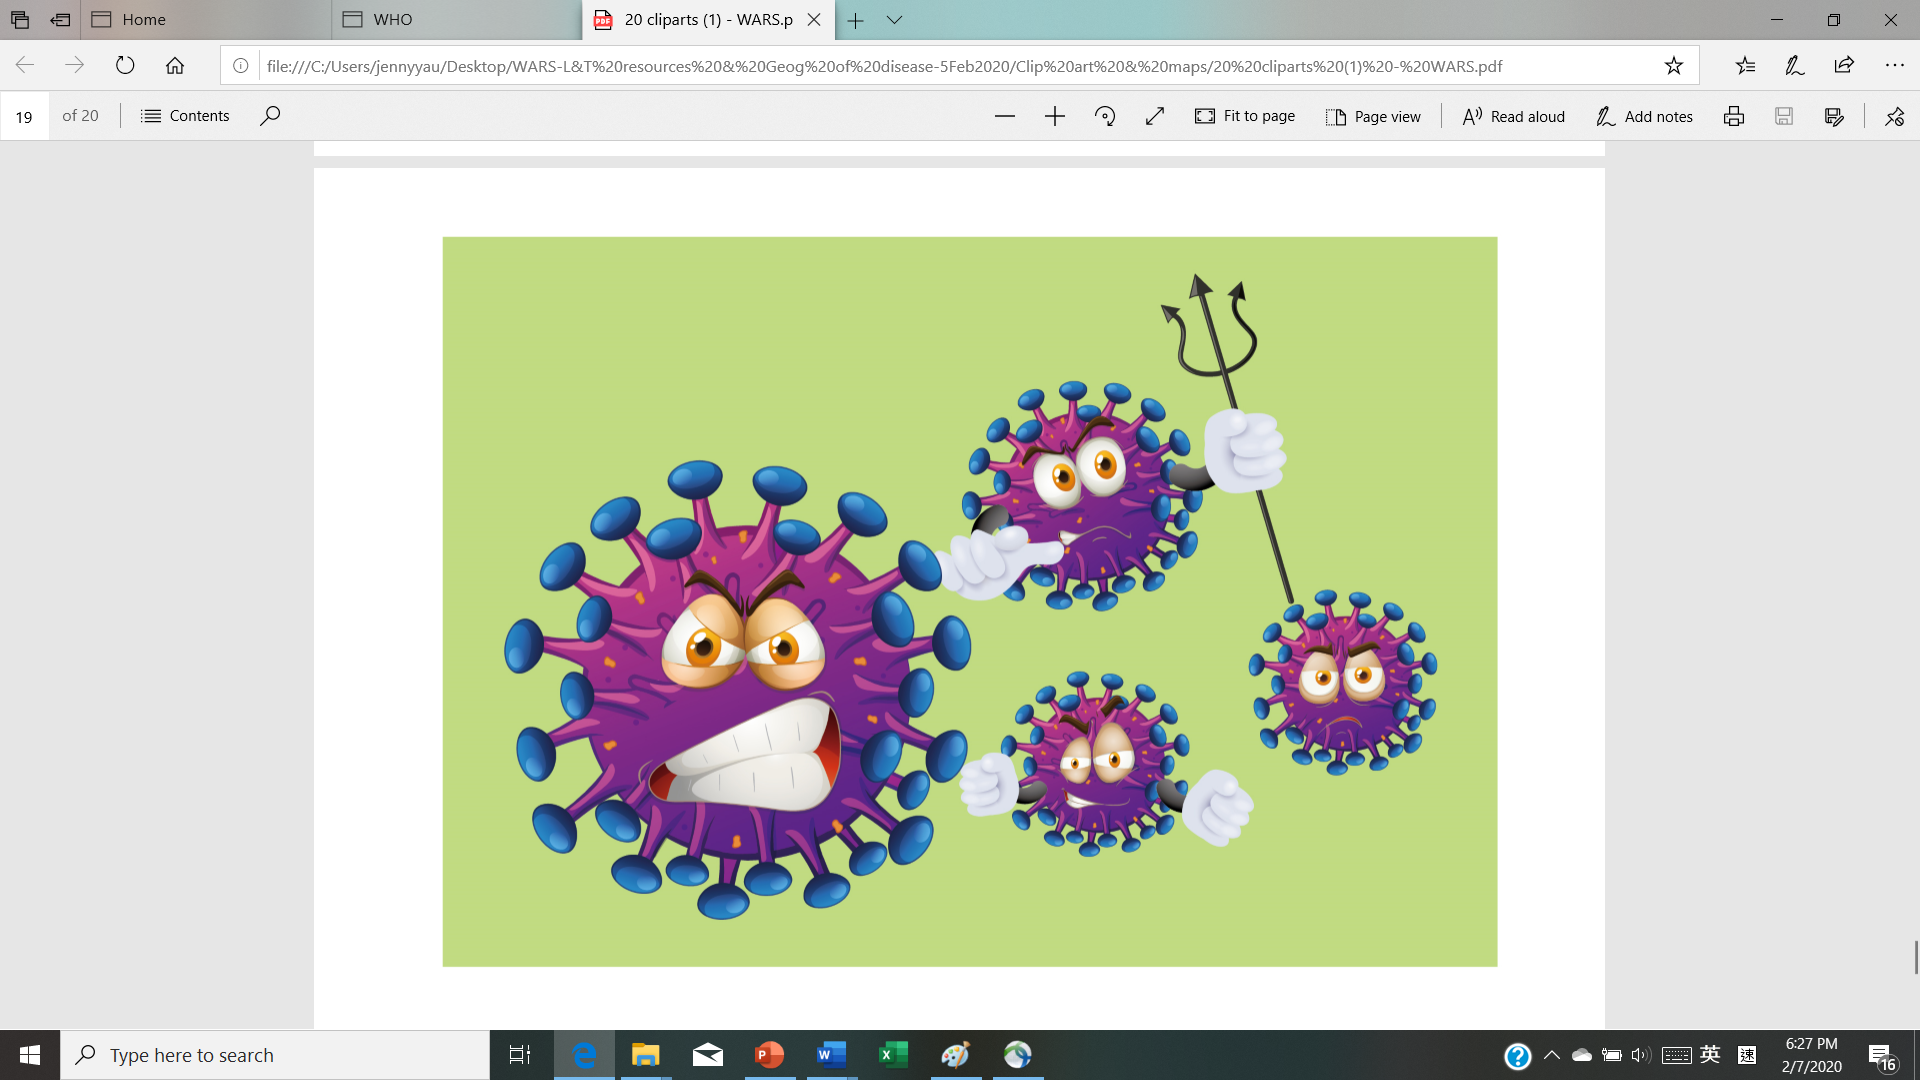 Home
WHO
20 cliparts (1) - WARS.p
file:///C:/Users/jennyyau/Desktop/WARS-L&T%20resources%20&%20Geog%20of%20disease-5Feb2020/Clip%20art%20&%20maps/20%20cliparts%20(1)%20-%20WARS.pdf
19 of 20 Contents Fit to page Page view Read aloud Add notes
Type here to search
英 速
6:27 PM
2/7/2020
16